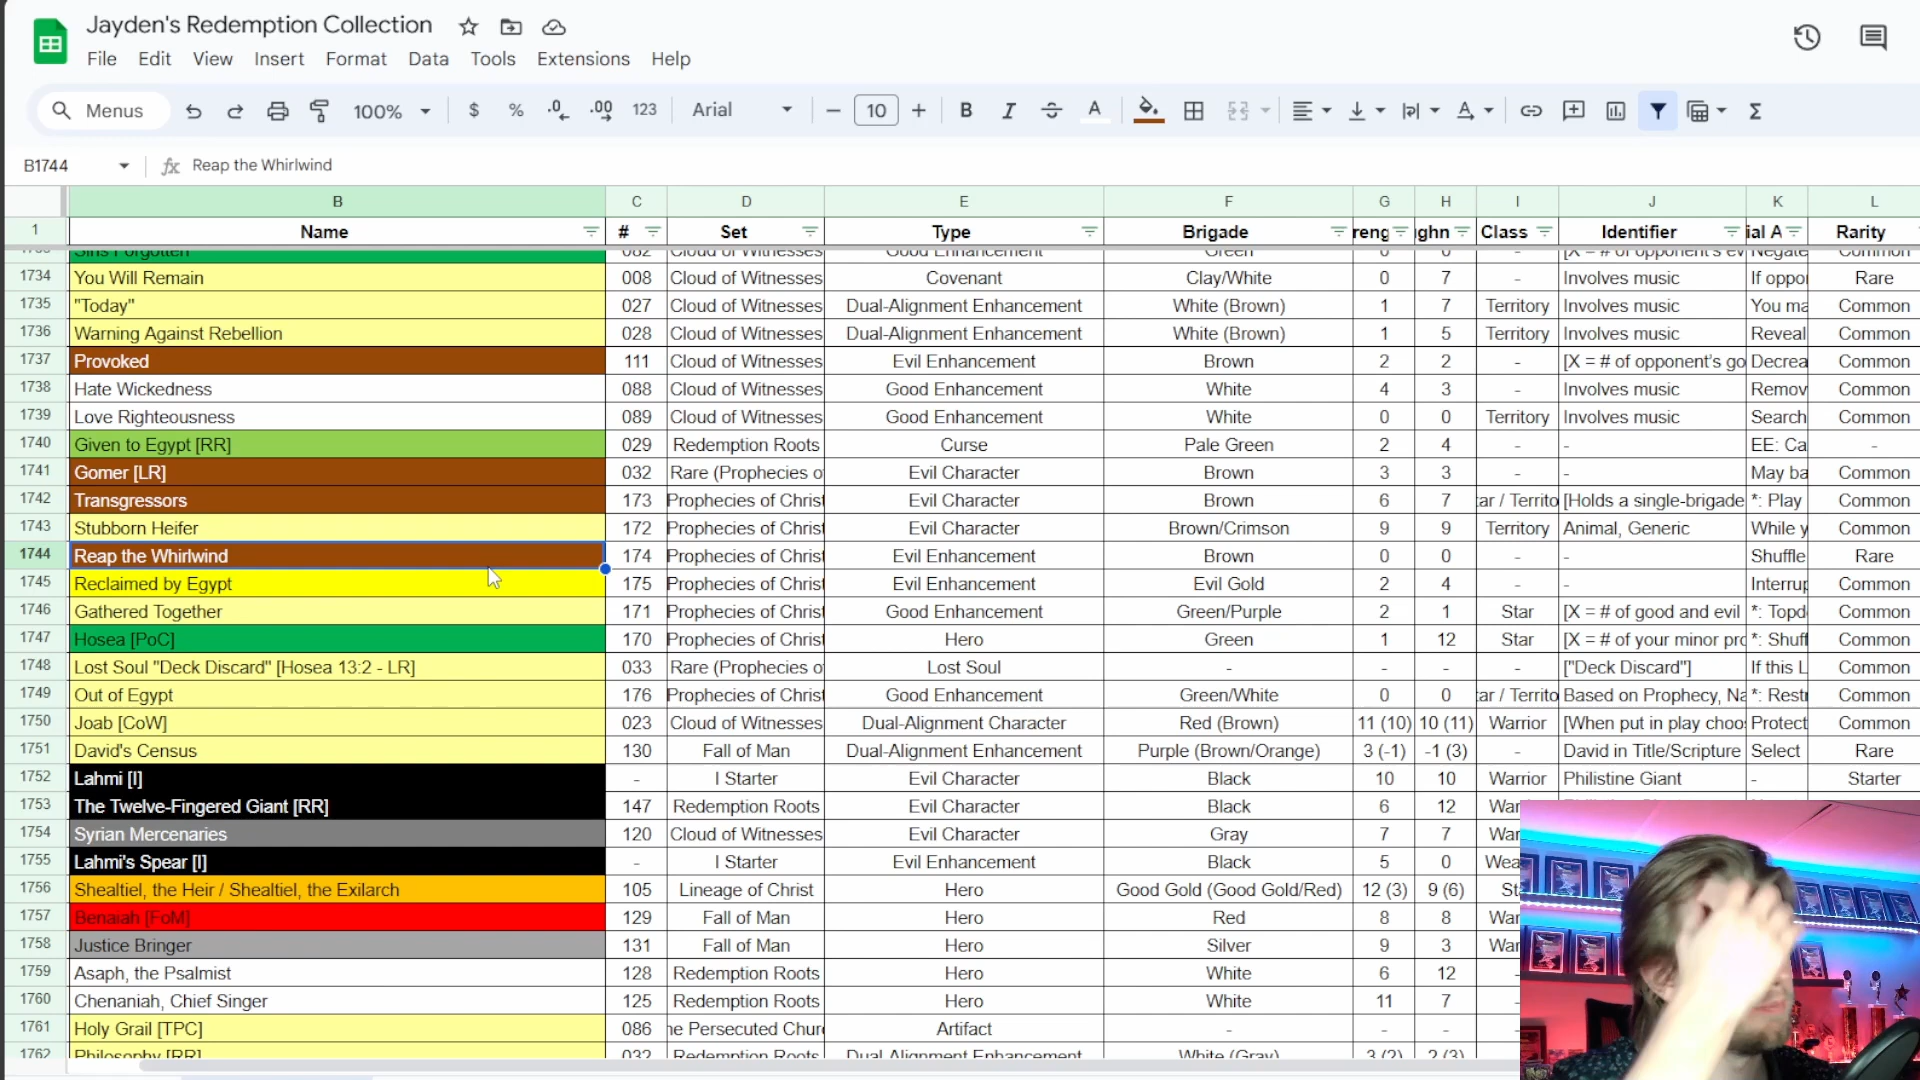 Jayden's Redemption Collection
File Edit View Insert Format Data Tools Extensions Help
Menus 100% $ % .0 .00 123 Arial 10 B I A
B1744 Reap the Whirlwind
B C D E F G H I J K L
1 Name # Set Type Brigade reng ighn Class Identifier ial A Rarity
Sins Forgotten 082 Cloud of Witnesses Good Enhancement Green 0 0 - [X = # of opponent's ev Negate Common
1734 You Will Remain 008 Cloud of Witnesses Covenant Clay/White 0 7 - Involves music If oppo Rare
1735 "Today" 027 Cloud of Witnesses Dual-Alignment Enhancement White (Brown) 1 7 Territory Involves music You ma Common
1736 Warning Against Rebellion 028 Cloud of Witnesses Dual-Alignment Enhancement White (Brown) 1 5 Territory Involves music Reveal Common
1737 Provoked 111 Cloud of Witnesses Evil Enhancement Brown 2 2 - [X = # of opponent's go Decrea Common
1738 Hate Wickedness 088 Cloud of Witnesses Good Enhancement White 4 3 - Involves music Remov Common
1739 Love Righteousness 089 Cloud of Witnesses Good Enhancement White 0 0 Territory Involves music Search Common
1740 Given to Egypt [RR] 029 Redemption Roots Curse Pale Green 2 4 - - EE: Ca -
1741 Gomer [LR] 032 Rare (Prophecies o Evil Character Brown 3 3 - - May ba Common
1742 Transgressors 173 Prophecies of Christ Evil Character Brown 6 7 ar / Territo [Holds a single-brigade *: Play Common
1743 Stubborn Heifer 172 Prophecies of Christ Evil Character Brown/Crimson 9 9 Territory Animal, Generic While y Common
1744 Reap the Whirlwind 174 Prophecies of Christ Evil Enhancement Brown 0 0 - - Shuffle Rare
1745 Reclaimed by Egypt 175 Prophecies of Christ Evil Enhancement Evil Gold 2 4 - - Interrup Common
1746 Gathered Together 171 Prophecies of Christ Good Enhancement Green/Purple 2 1 Star [X = # of good and evil *: Topd Common
1747 Hosea [PoC] 170 Prophecies of Christ Hero Green 1 12 Star [X = # of your minor pro *: Shuff Common
1748 Lost Soul "Deck Discard" [Hosea 13:2 - LR] 033 Rare (Prophecies o Lost Soul - - - - ["Deck Discard"] If this L Common
1749 Out of Egypt 176 Prophecies of Christ Good Enhancement Green/White 0 0 ar / Territo Based on Prophecy, Na *: Restr Common
1750 Joab [CoW] 023 Cloud of Witnesses Dual-Alignment Character Red (Brown) 11 (10) 10 (11) Warrior [When put in play choo Protect Common
1751 David's Census 130 Fall of Man Dual-Alignment Enhancement Purple (Brown/Orange) 3 (-1) -1 (3) - David in Title/Scripture Select Rare
1752 Lahmi [I] - I Starter Evil Character Black 10 10 Warrior Philistine Giant - Starter
1753 The Twelve-Fingered Giant [RR] 147 Redemption Roots Evil Character Black 6 12 War
1754 Syrian Mercenaries 120 Cloud of Witnesses Evil Character Gray 7 7 War
1755 Lahmi's Spear [I] - I Starter Evil Enhancement Black 5 0 Wea
1756 Shealtiel, the Heir / Shealtiel, the Exilarch 105 Lineage of Christ Hero Good Gold (Good Gold/Red) 12 (3) 9 (6) St
1757 Benaiah [FoM] 129 Fall of Man Hero Red 8 8 War
1758 Justice Bringer 131 Fall of Man Hero Silver 9 3 War
1759 Asaph, the Psalmist 128 Redemption Roots Hero White 6 12 -
1760 Chenaniah, Chief Singer 125 Redemption Roots Hero White 11 7 -
1761 Holy Grail [TPC] 086 he Persecuted Churc Artifact - - - -
1762 Philosophy [RR] 032 Redemption Roots Dual Alignment Enhancement White (Gray) 3 (2) 2 (3)